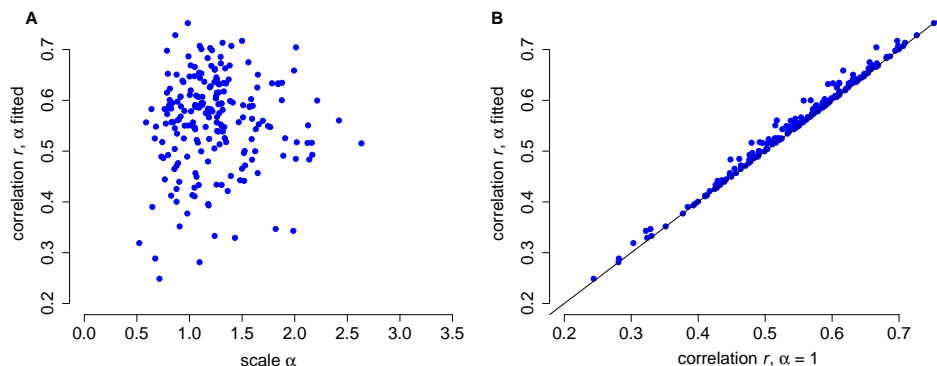 A
correlation r, α fitted
0.7
0.6
0.5
0.4
0.3
0.2
0.0 0.5 1.0 1.5 2.0 2.5 3.0 3.5
scale α
B
correlation r, α fitted
0.7
0.6
0.5
0.4
0.3
0.2
0.2 0.3 0.4 0.5 0.6 0.7
correlation r, α = 1